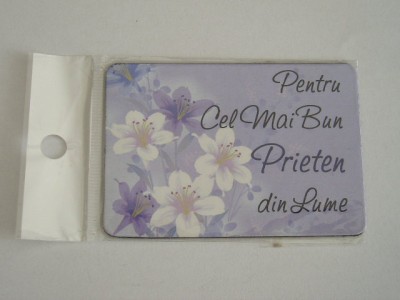 Pentru
Cel Mai Bun
Prieten
din Lume